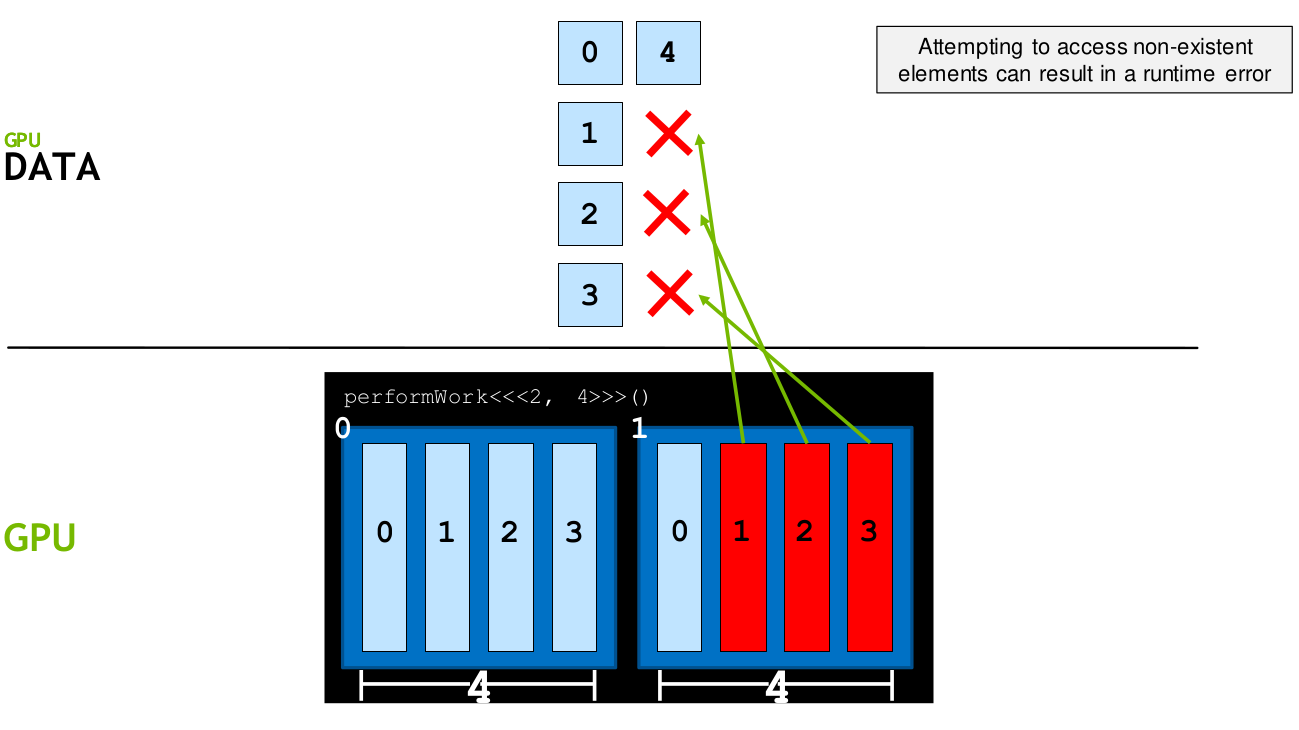 0 4
Attempting to access non-existent
elements can result in a runtime error
1
GPU
DATA
2
3
performWork<<<2, 4>>>()
0 1
0 1 2 3 0 1 2 3
GPU
4 4